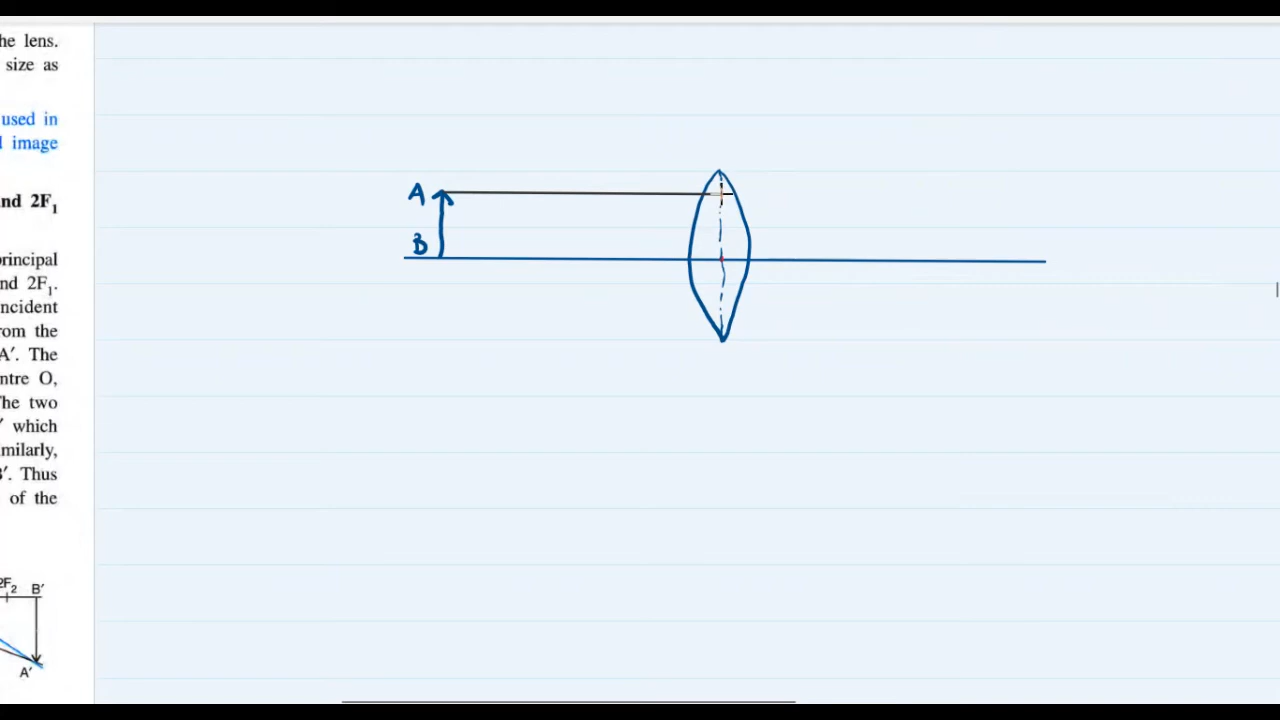 he lens.
size as
used in
image
nd 2F₁
rincipal
nd 2F₁.
ncident
rom the
A′. The
ntre O,
he two
′ which
milarly,
′. Thus
of the
2F₂ B′
A′
A
B